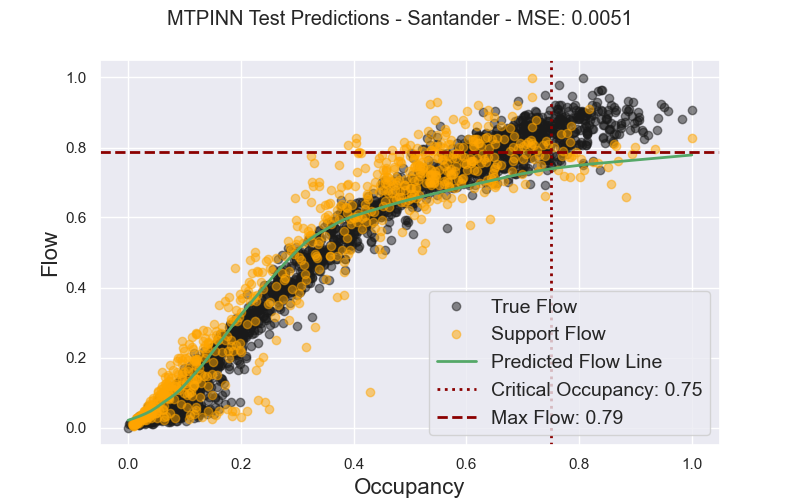 MTPINN Test Predictions - Santander - MSE: 0.0051
1.0
0.8
0.6
0.4
0.2
0.0
Flow
True Flow
Support Flow
Predicted Flow Line
Critical Occupancy: 0.75
Max Flow: 0.79
0.0 0.2 0.4 0.6 0.8 1.0
Occupancy